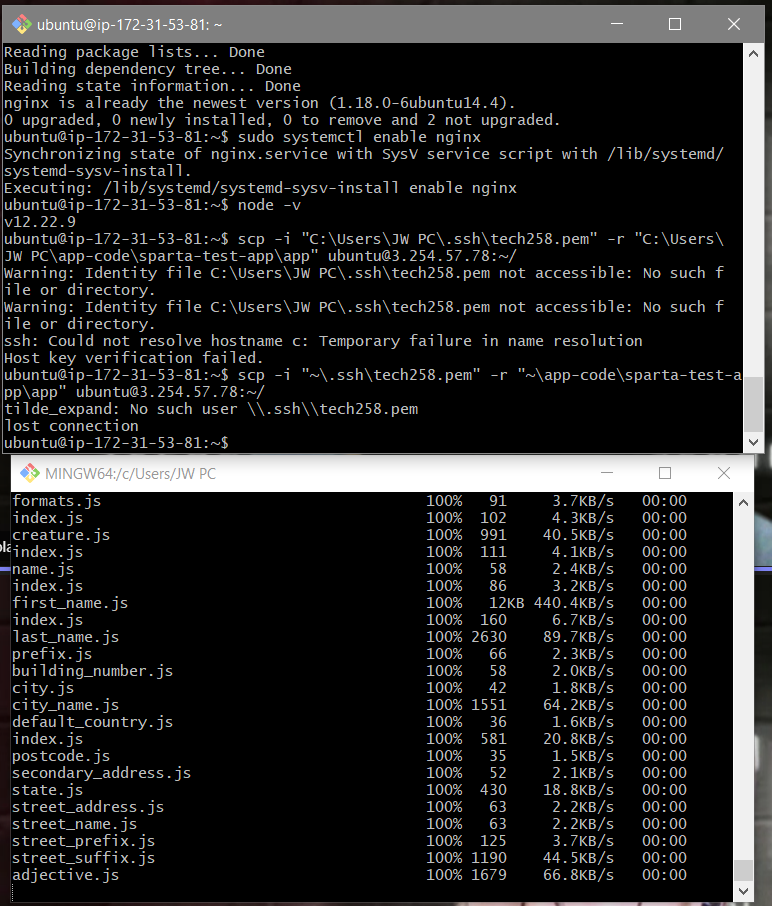 ubuntu@ip-172-31-53-81: ~
Reading package lists... Done
Building dependency tree... Done
Reading state information... Done
nginx is already the newest version (1.18.0-6ubuntu14.4).
0 upgraded, 0 newly installed, 0 to remove and 2 not upgraded.
ubuntu@ip-172-31-53-81:~$ sudo systemctl enable nginx
Synchronizing state of nginx.service with SysV service script with /lib/systemd/
systemd-sysv-install.
Executing: /lib/systemd/systemd-sysv-install enable nginx
ubuntu@ip-172-31-53-81:~$ node -v
v12.22.9
ubuntu@ip-172-31-53-81:~$ scp -i "C:\Users\JW PC\.ssh\tech258.pem" -r "C:\Users\
JW PC\app-code\sparta-test-app\app" ubuntu@3.254.57.78:~/
Warning: Identity file C:\Users\JW PC\.ssh\tech258.pem not accessible: No such f
ile or directory.
Warning: Identity file C:\Users\JW PC\.ssh\tech258.pem not accessible: No such f
ile or directory.
ssh: Could not resolve hostname c: Temporary failure in name resolution
Host key verification failed.
ubuntu@ip-172-31-53-81:~$ scp -i "~\.ssh\tech258.pem" -r "~\app-code\sparta-test-a
pp\app" ubuntu@3.254.57.78:~/
tilde_expand: No such user \\.ssh\\tech258.pem
lost connection
ubuntu@ip-172-31-53-81:~$
MINGW64:/c/Users/JW PC
formats.js 100% 91 3.7KB/s 00:00
index.js 100% 102 4.3KB/s 00:00
creature.js 100% 991 40.5KB/s 00:00
index.js 100% 111 4.1KB/s 00:00
name.js 100% 58 2.4KB/s 00:00
index.js 100% 86 3.2KB/s 00:00
first_name.js 100% 12KB 440.4KB/s 00:00
index.js 100% 160 6.7KB/s 00:00
last_name.js 100% 2630 89.7KB/s 00:00
prefix.js 100% 66 2.3KB/s 00:00
building_number.js 100% 58 2.0KB/s 00:00
city.js 100% 42 1.8KB/s 00:00
city_name.js 100% 1551 64.2KB/s 00:00
default_country.js 100% 36 1.6KB/s 00:00
index.js 100% 581 20.8KB/s 00:00
postcode.js 100% 35 1.5KB/s 00:00
secondary_address.js 100% 52 2.1KB/s 00:00
state.js 100% 430 18.8KB/s 00:00
street_address.js 100% 63 2.2KB/s 00:00
street_name.js 100% 63 2.2KB/s 00:00
street_prefix.js 100% 125 3.7KB/s 00:00
street_suffix.js 100% 1190 44.5KB/s 00:00
adjective.js 100% 1679 66.8KB/s 00:00